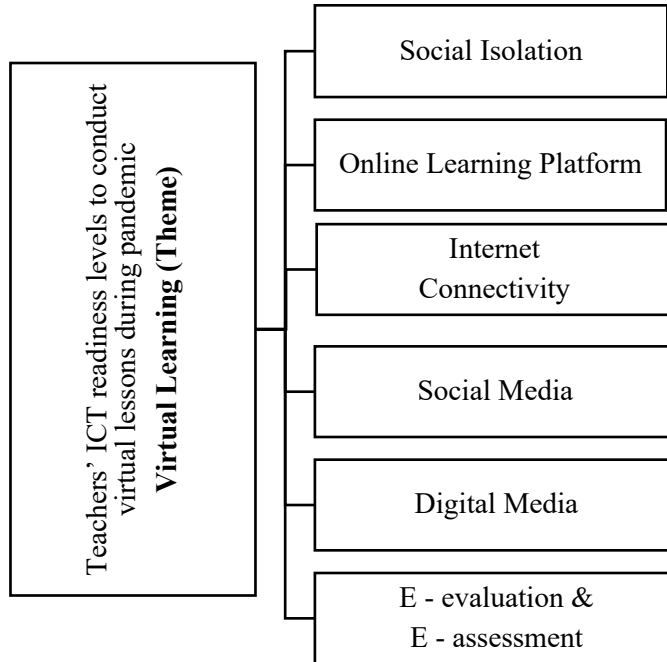 Teachers’ ICT readiness levels to conduct
virtual lessons during pandemic
Virtual Learning (Theme)
Social Isolation
Online Learning Platform
Internet
Connectivity
Social Media
Digital Media
E - evaluation &
E - assessment